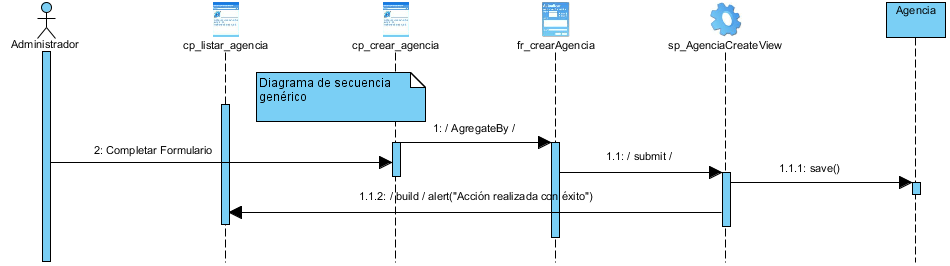 Agencia
Administrador
cp_listar_agencia
cp_crear_agencia
fr_crearAgencia
sp_AgenciaCreateView
Diagrama de secuencia
genérico
1: / AgregateBy /
2: Completar Formulario
1.1: / submit /
1.1.1: save()
1.1.2: / build / alert("Acción realizada con éxito")